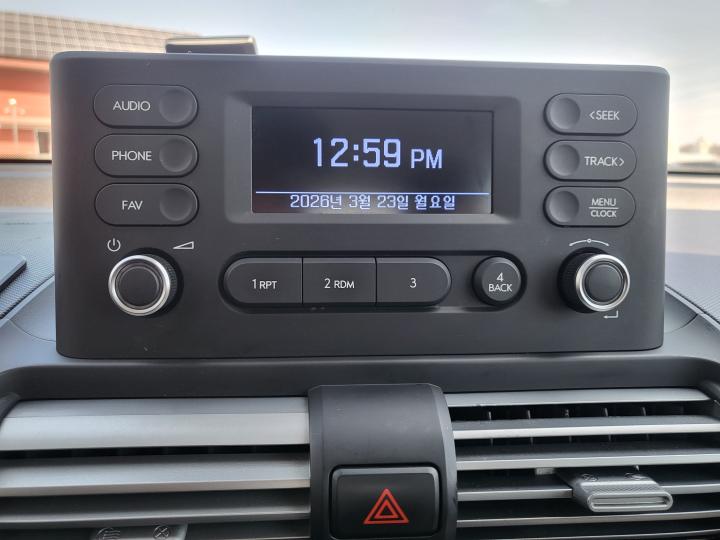 AUDIO
PHONE
FAV
12:59 PM
2026년 3월 23일 월요일
<SEEK
TRACK>
MENU
CLOCK
1 RPT
2 RDM
3
4
BACK